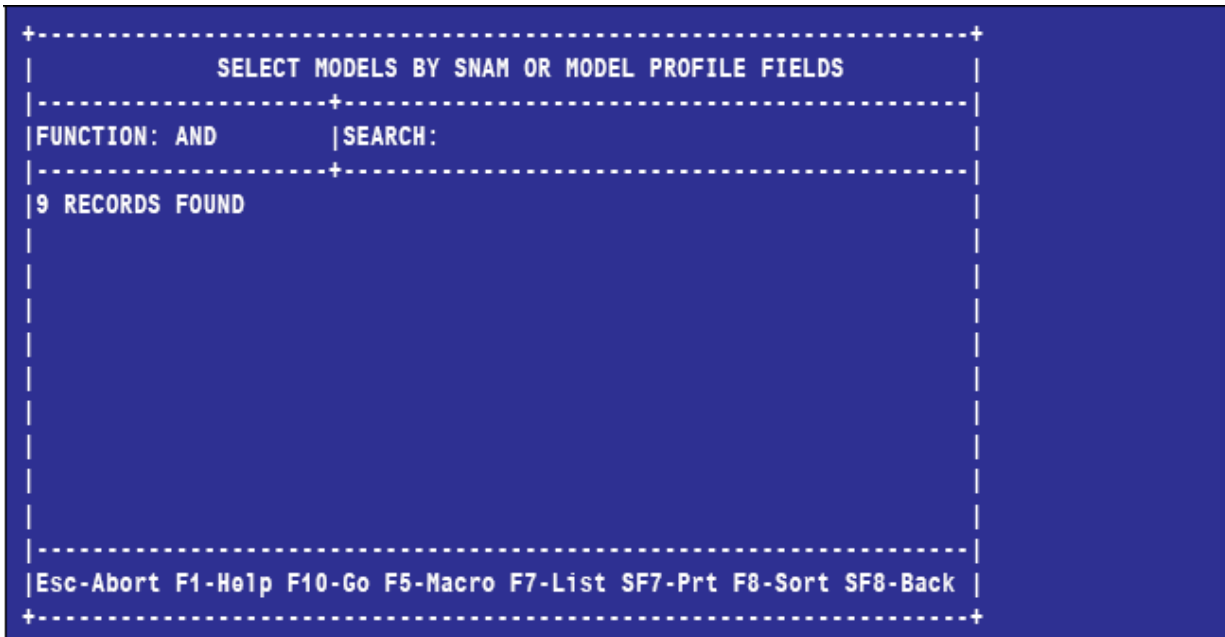 SELECT MODELS BY SNAM OR MODEL PROFILE FIELDS
FUNCTION: AND |SEARCH:
9 RECORDS FOUND
Esc-Abort F1-Help F10-Go F5-Macro F7-List SF7-Prt F8-Sort SF8-Back